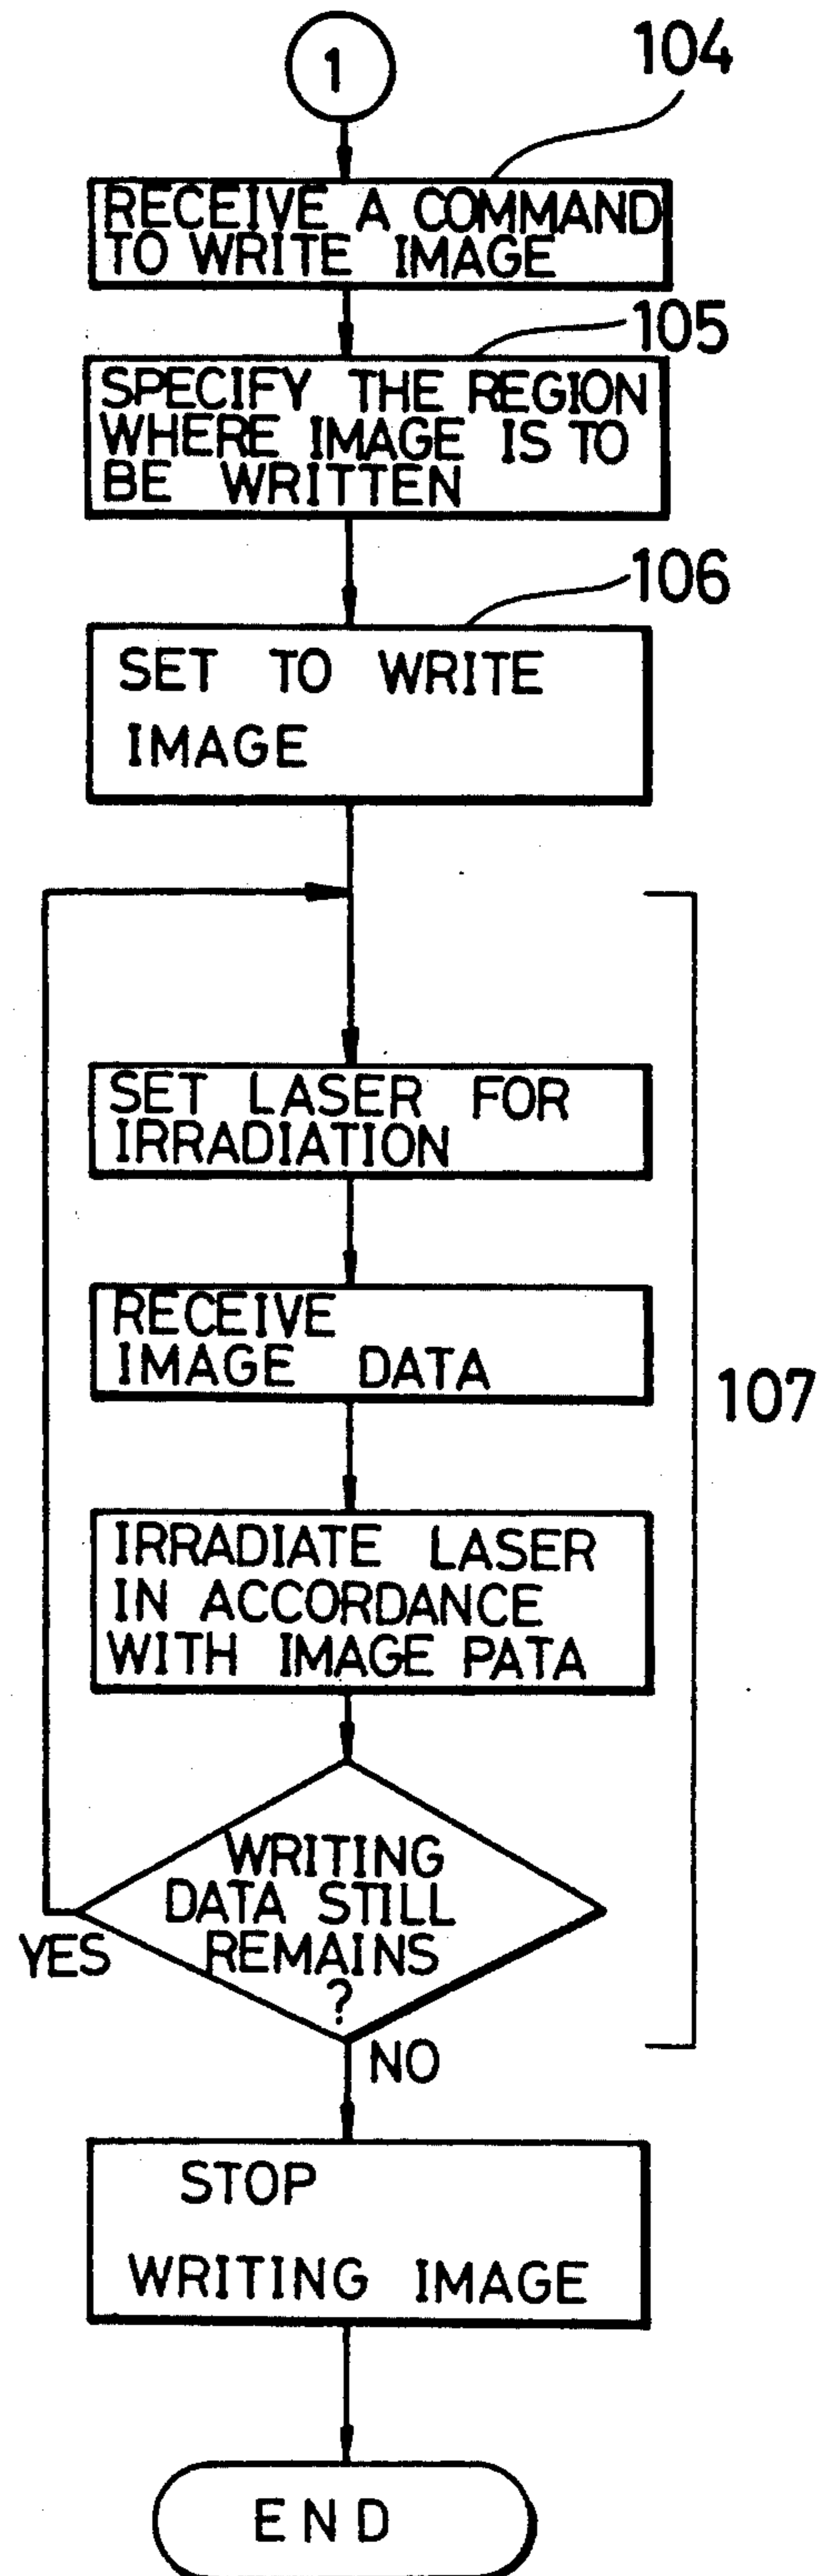 1
104
RECEIVE A COMMAND
TO WRITE IMAGE
105
SPECIFY THE REGION
WHERE IMAGE IS TO
BE WRITTEN
106
SET TO WRITE
IMAGE
SET LASER FOR
IRRADIATION
RECEIVE
IMAGE DATA
107
IRRADIATE LASER
IN ACCORDANCE
WITH IMAGE PATA
WRITING
DATA STILL
REMAINS
?
YES
NO
STOP
WRITING IMAGE
END